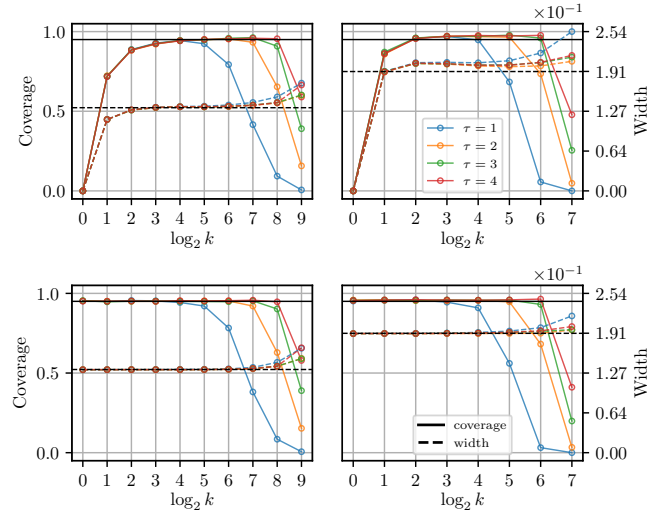 ×10⁻¹
1.0
0.5
0.0
Coverage
0 1 2 3 4 5 6 7 8 9
log₂ k
2.54
1.91
1.27
0.64
0.00
Width
τ = 1
τ = 2
τ = 3
τ = 4
0 1 2 3 4 5 6 7
log₂ k
×10⁻¹
1.0
0.5
0.0
Coverage
0 1 2 3 4 5 6 7 8 9
log₂ k
2.54
1.91
1.27
0.64
0.00
Width
coverage
width
0 1 2 3 4 5 6 7
log₂ k